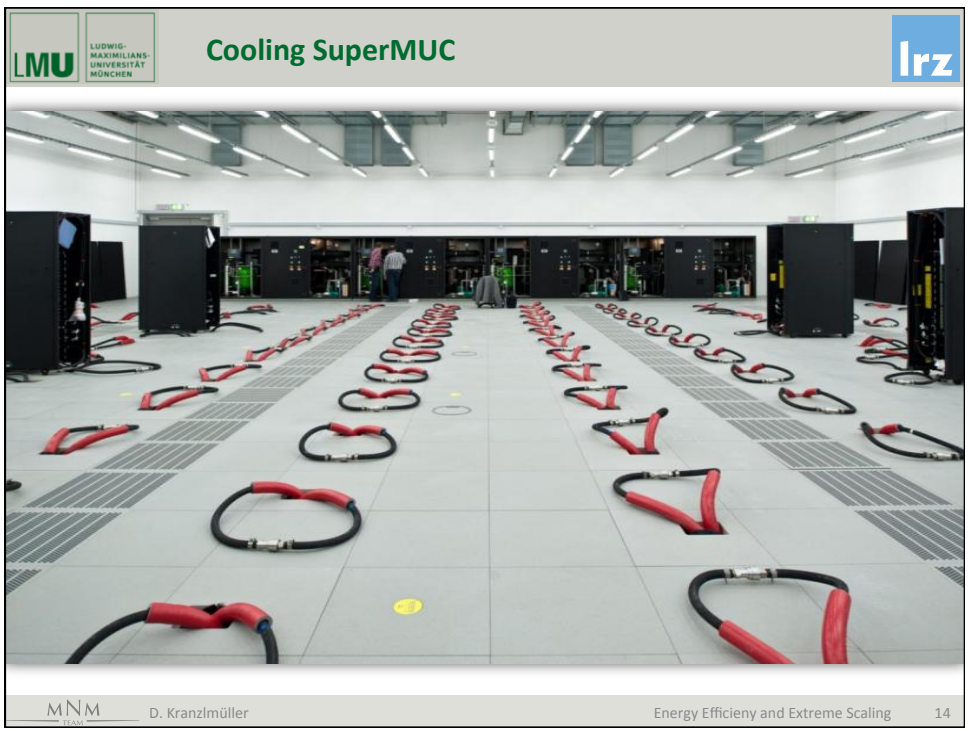 LMU
LUDWIG-
MAXIMILIANS-
UNIVERSITÄT
MÜNCHEN
Cooling SuperMUC
lrz
MNM
TEAM
D. Kranzlmüller
Energy Efficieny and Extreme Scaling
14